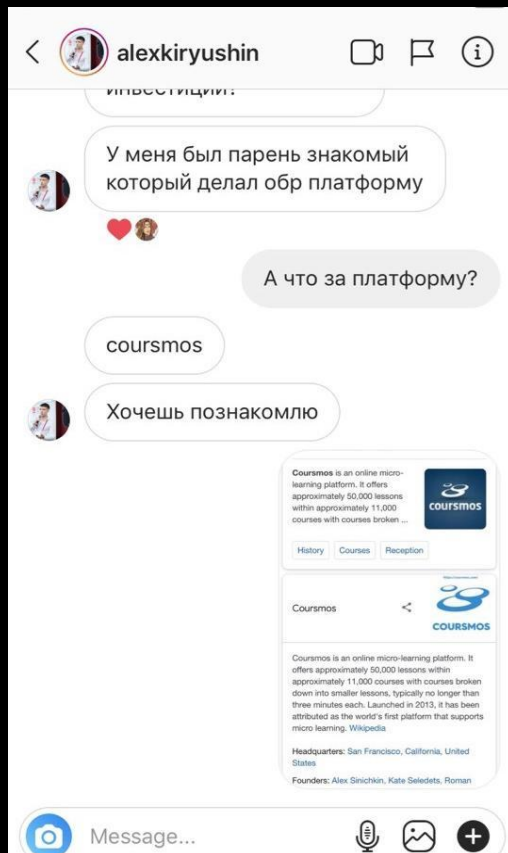 alexkiryushin
инвестиции?
У меня был парень знакомый
который делал обр платформу
А что за платформу?
coursmos
Хочешь познакомлю
Coursmos is an online micro-
learning platform. It offers
approximately 50,000 lessons
within approximately 11,000
courses with courses broken ...
coursmos
History Courses Reception
Coursmos
COURSMOS
Coursmos is an online micro-learning platform. It
offers approximately 50,000 lessons within
approximately 11,000 courses with courses broken
down into smaller lessons, typically no longer than
three minutes each. Launched in 2013, it has been
attributed as the world's first platform that supports
micro learning. Wikipedia
Headquarters: San Francisco, California, United
States
Founders: Alex Sinichkin, Kate Seledets, Roman
Message...